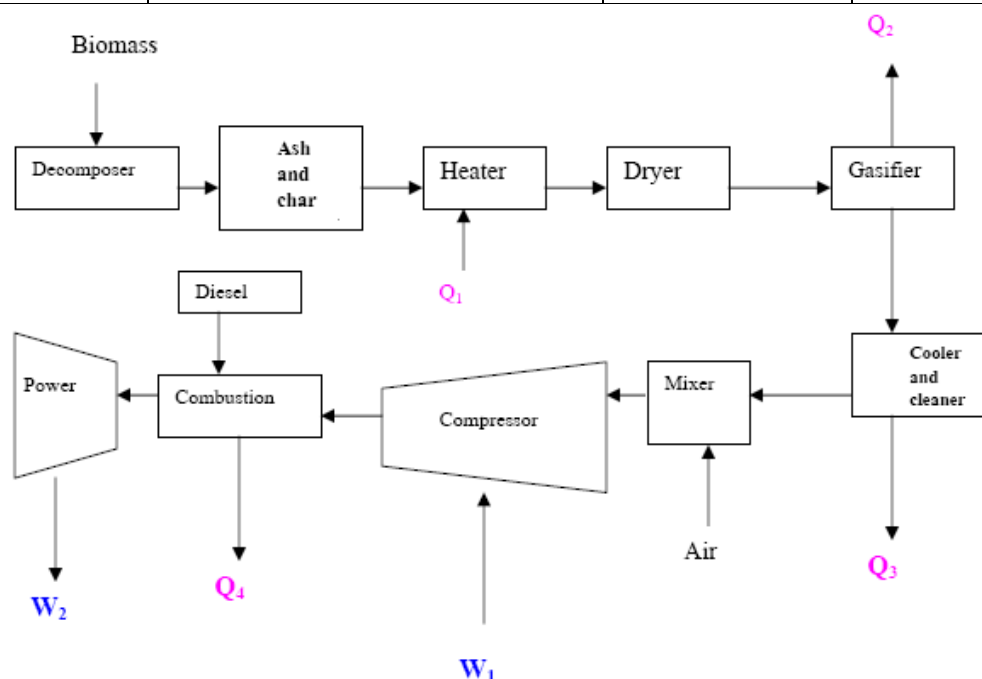 Q₂
Biomass
Decomposer
Ash
and
char
Heater
Dryer
Gasifier
Q₁
Diesel
Power
Combustion
Compressor
Mixer
Cooler
and
cleaner
Air
Q₃
Q₄
W₂
W₁